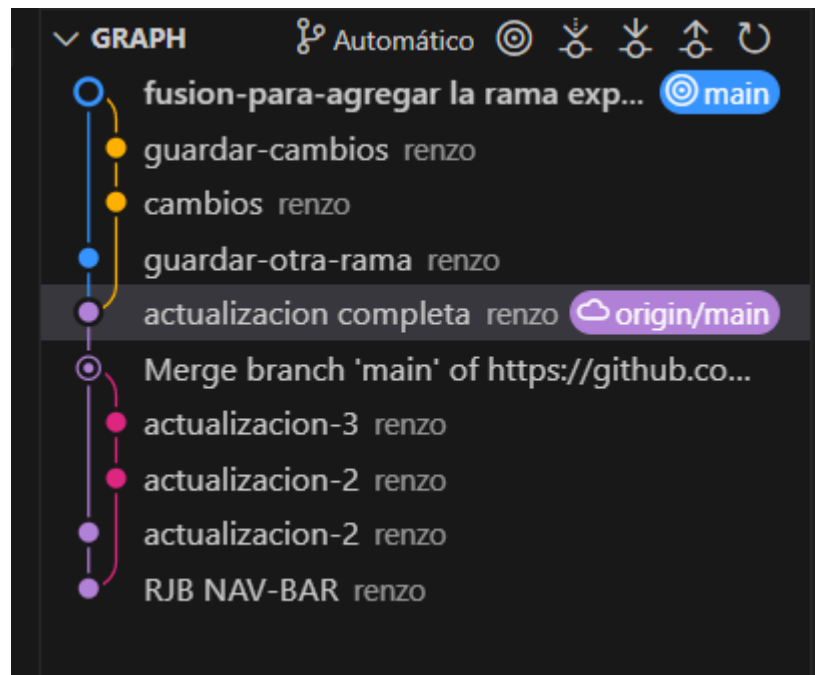 GRAPH Automático
fusion-para-agregar la rama exp... main
guardar-cambios renzo
cambios renzo
guardar-otra-rama renzo
actualizacion completa renzo origin/main
Merge branch 'main' of https://github.co...
actualizacion-3 renzo
actualizacion-2 renzo
actualizacion-2 renzo
RJB NAV-BAR renzo